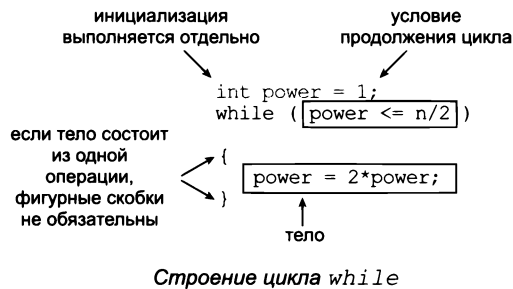 инициализация
выполняется отдельно
условие
продолжения цикла
int power = 1;
while ( power <= n/2 )
если тело состоит
из одной
операции,
фигурные скобки
не обязательны
{
power = 2*power;
}
тело
Строение цикла while